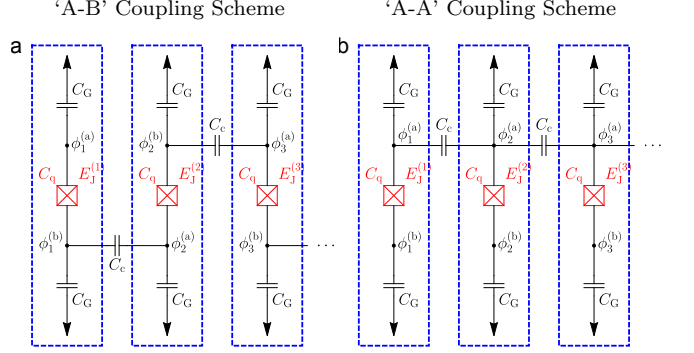 ‘A-B’ Coupling Scheme ‘A-A’ Coupling Scheme
a b
C_G C_G C_G C_G C_G C_G
ϕ_1^(a) ϕ_2^(b) C_c ϕ_3^(a) ϕ_1^(a) C_c ϕ_2^(a) C_c ϕ_3^(a) ···
C_q E_J^(1) C_q E_J^(2) C_q E_J^(3) C_q E_J^(1) C_q E_J^(2) C_q E_J^(3)
ϕ_1^(b) C_c ϕ_2^(a) ϕ_3^(b) ··· ϕ_1^(b) ϕ_2^(b) ϕ_3^(b)
C_G C_G C_G C_G C_G C_G